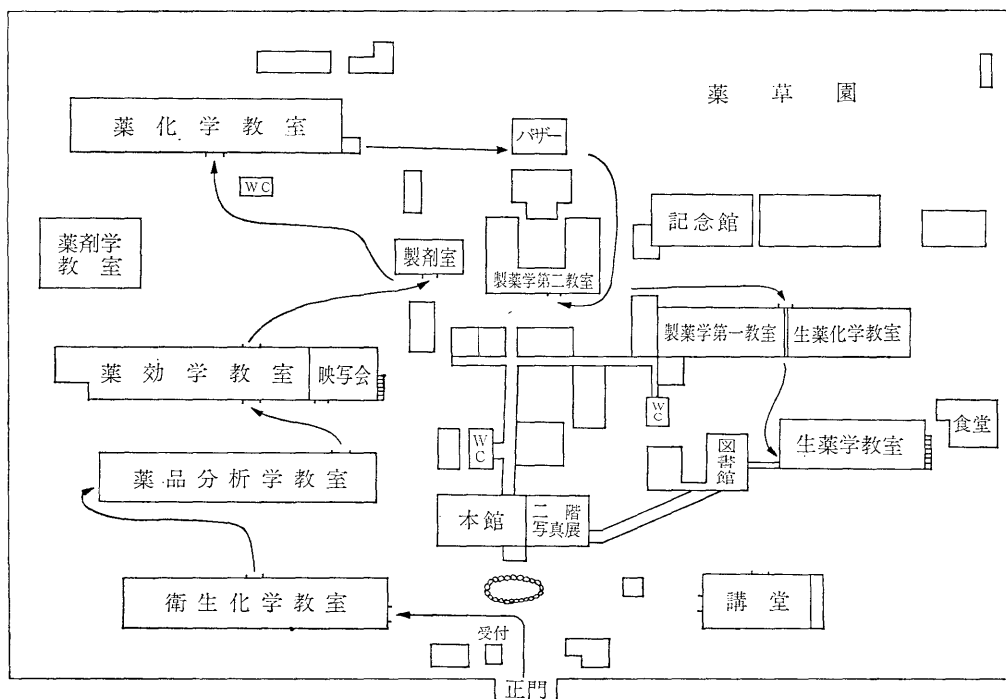 薬草園
薬化学教室
バザー
WC
記念館
薬剤学
教室
製剤室
製薬学第二教室
製薬学第一教室
生薬化学教室
薬効学教室
映写会
WC
食堂
生薬学教室
図書館
WC
薬品分析学教室
本館
二階
写真展
衛生化学教室
講堂
受付
正門